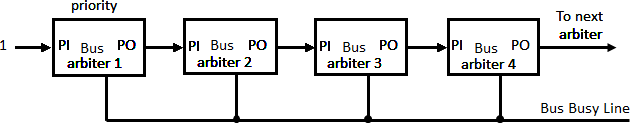 priority
To next
arbiter
1
PI Bus PO
arbiter 1
PI Bus PO
arbiter 2
PI Bus PO
arbiter 3
PI Bus PO
arbiter 4
Bus Busy Line